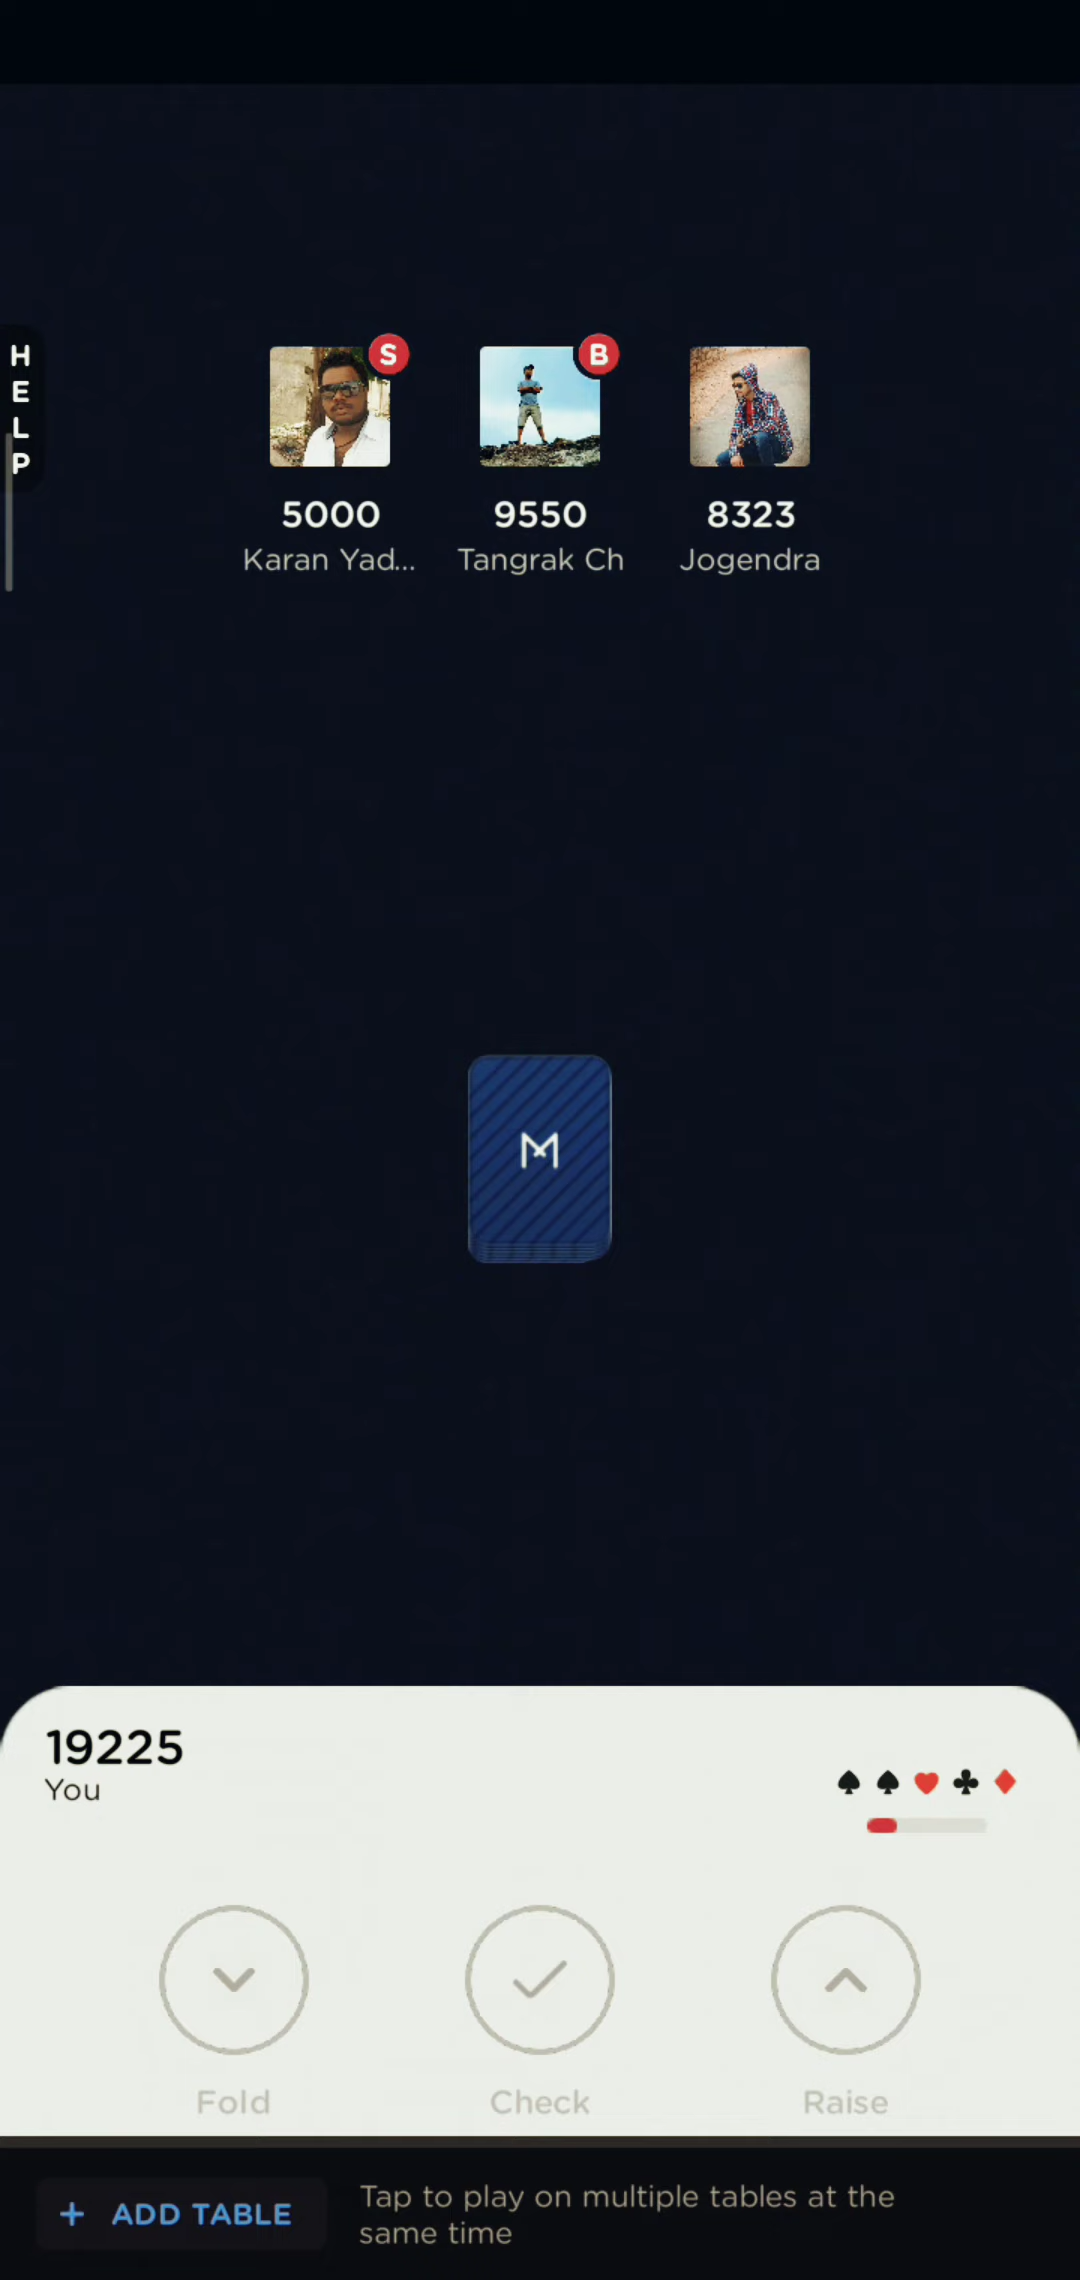 H
E
L
P
S
B
5000
9550
8323
Karan Yad...
Tangrak Ch
Jogendra
M
19225
You
Fold
Check
Raise
+ ADD TABLE
Tap to play on multiple tables at the
same time